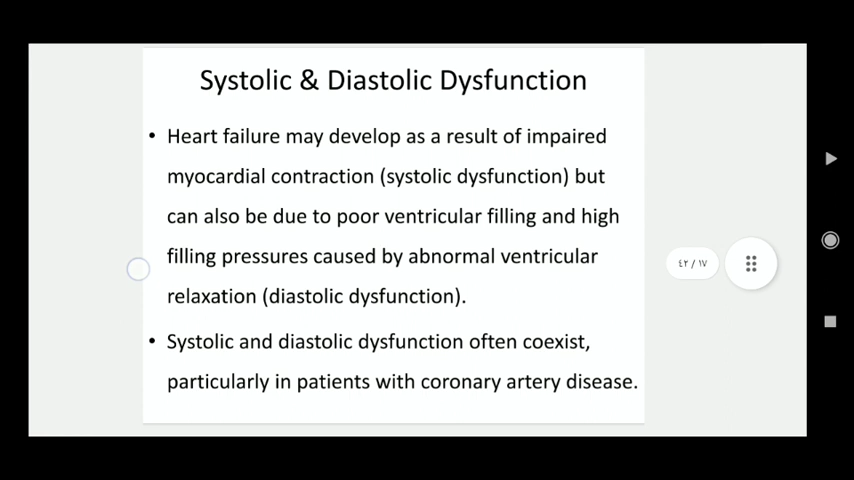 Systolic & Diastolic Dysfunction
• Heart failure may develop as a result of impaired
myocardial contraction (systolic dysfunction) but
can also be due to poor ventricular filling and high
filling pressures caused by abnormal ventricular
relaxation (diastolic dysfunction).
• Systolic and diastolic dysfunction often coexist,
particularly in patients with coronary artery disease.
٤٢ / ١٧